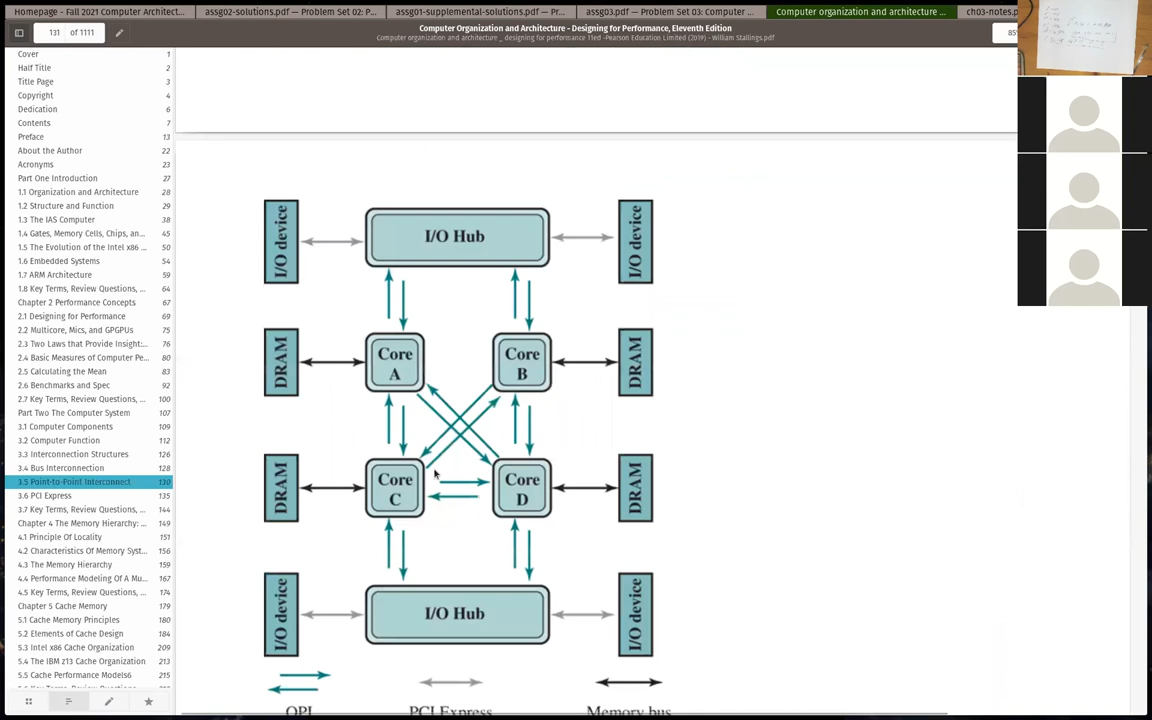 Homepage - Fall 2021 Computer Architect...
assg02-solutions.pdf — Problem Set 02: P...
assg01-supplemental-solutions.pdf — Pr...
assg03.pdf — Problem Set 03: Computer ...
Computer organization and architecture ...
ch03-notes.p
131 of 1111
Computer Organization and Architecture - Designing for Performance, Eleventh Edition
Computer organization and architecture _ designing for performance 11ed -Pearson Education Limited (2019) - William Stallings.pdf
85
Cover 1
Half Title 2
Title Page 3
Copyright 4
Dedication 6
Contents 7
Preface 13
About the Author 22
Acronyms 23
Part One Introduction 27
1.1 Organization and Architecture 28
1.2 Structure and Function 29
1.3 The IAS Computer 38
1.4 Gates, Memory Cells, Chips, an... 45
1.5 The Evolution of the Intel x86 ... 50
1.6 Embedded Systems 54
1.7 ARM Architecture 59
1.8 Key Terms, Review Questions, ... 64
Chapter 2 Performance Concepts 67
2.1 Designing for Performance 69
2.2 Multicore, Mics, and GPGPUs 75
2.3 Two Laws that Provide Insight:... 76
2.4 Basic Measures of Computer Pe... 80
2.5 Calculating the Mean 83
2.6 Benchmarks and Spec 92
2.7 Key Terms, Review Questions, ... 100
Part Two The Computer System 107
3.1 Computer Components 109
3.2 Computer Function 112
3.3 Interconnection Structures 126
3.4 Bus Interconnection 128
3.5 Point-to-Point Interconnect 130
3.6 PCI Express 135
3.7 Key Terms, Review Questions, ... 144
Chapter 4 The Memory Hierarchy: ... 149
4.1 Principle Of Locality 151
4.2 Characteristics Of Memory Syst... 156
4.3 The Memory Hierarchy 159
4.4 Performance Modeling Of A Mu... 167
4.5 Key Terms, Review Questions, ... 174
Chapter 5 Cache Memory 179
5.1 Cache Memory Principles 180
5.2 Elements of Cache Design 184
5.3 Intel x86 Cache Organization 209
5.4 The IBM z13 Cache Organization 213
5.5 Cache Performance Models6 215
I/O device
I/O Hub
I/O device
DRAM
Core
A
Core
B
DRAM
DRAM
Core
C
Core
D
DRAM
I/O device
I/O Hub
I/O device
QPI
PCI Express
Memory bus